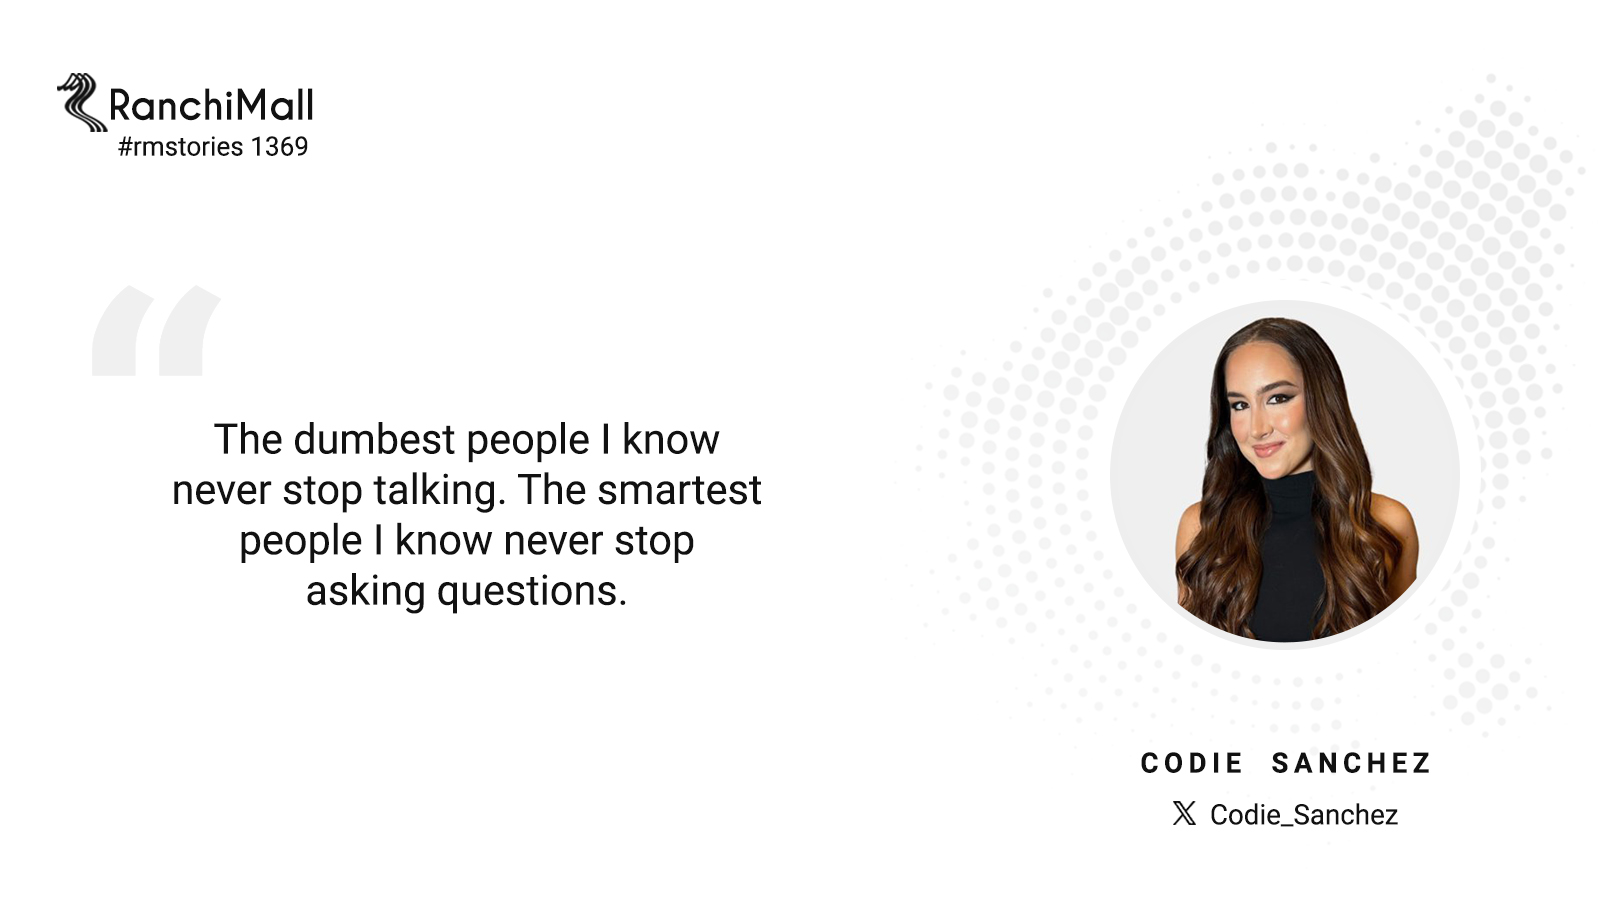 RanchiMall
#rmstories 1369
“
The dumbest people I know
never stop talking. The smartest
people I know never stop
asking questions.
CODIE SANCHEZ
X Codie_Sanchez